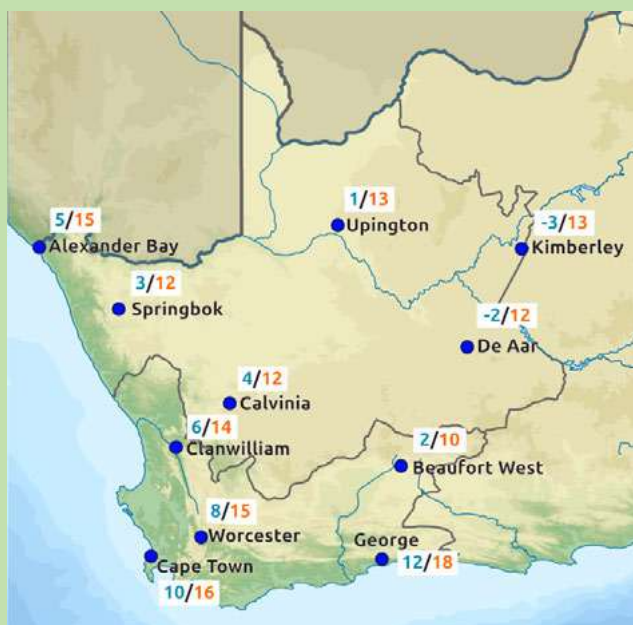 5/15
Alexander Bay
1/13
Upington
-3/13
Kimberley
3/12
Springbok
-2/12
De Aar
4/12
Calvinia
6/14
Clanwilliam
2/10
Beaufort West
8/15
Worcester
George
12/18
Cape Town
10/16